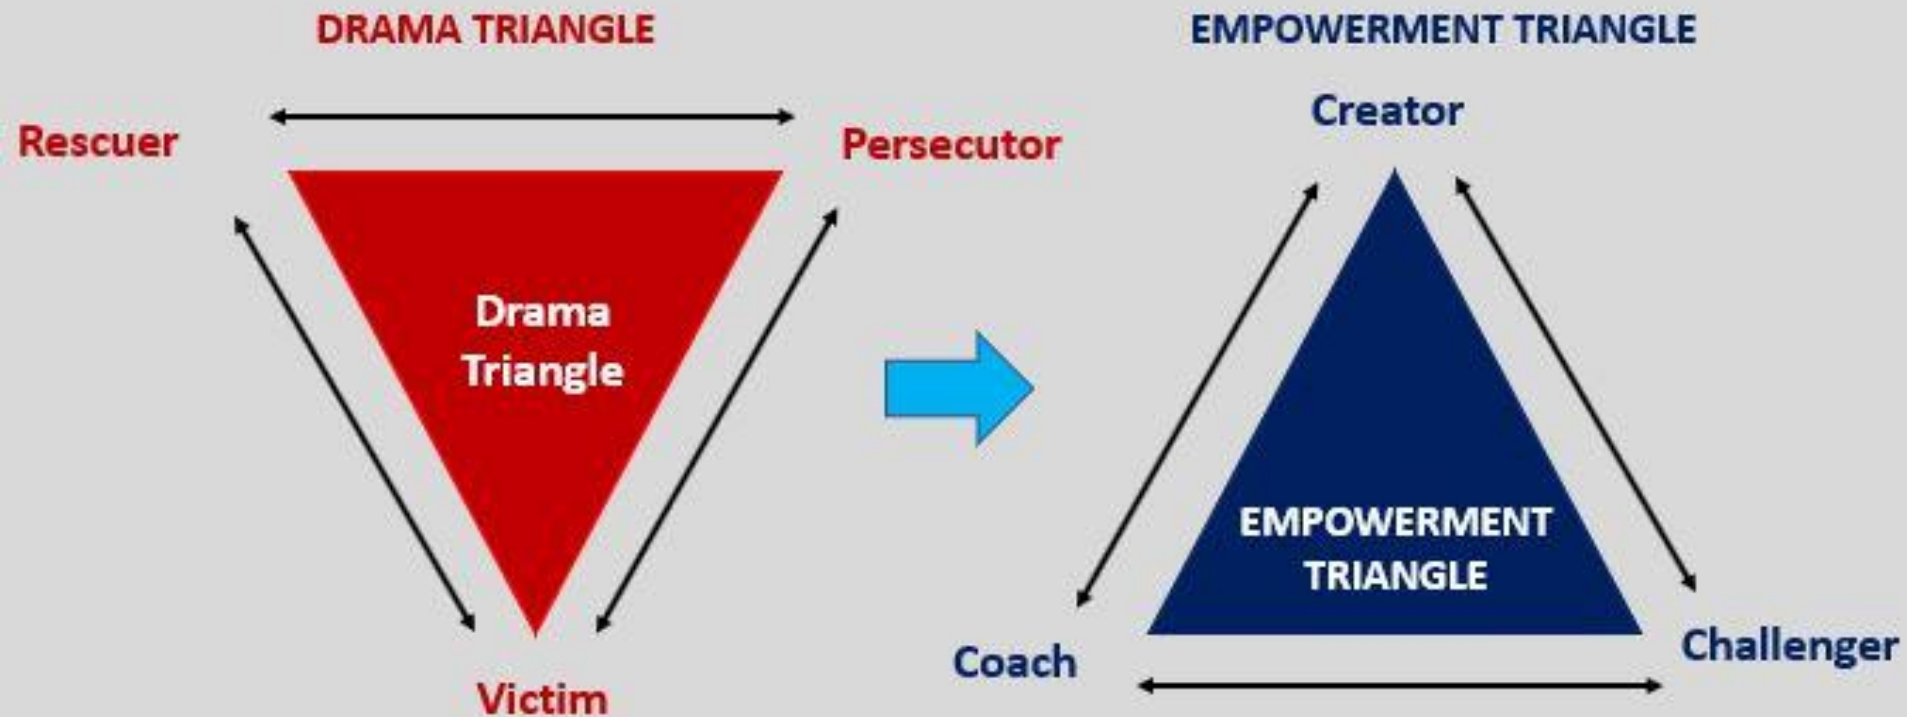 DRAMA TRIANGLE
Rescuer
Persecutor
Drama
Triangle
Victim
EMPOWERMENT TRIANGLE
Creator
EMPOWERMENT
TRIANGLE
Coach
Challenger